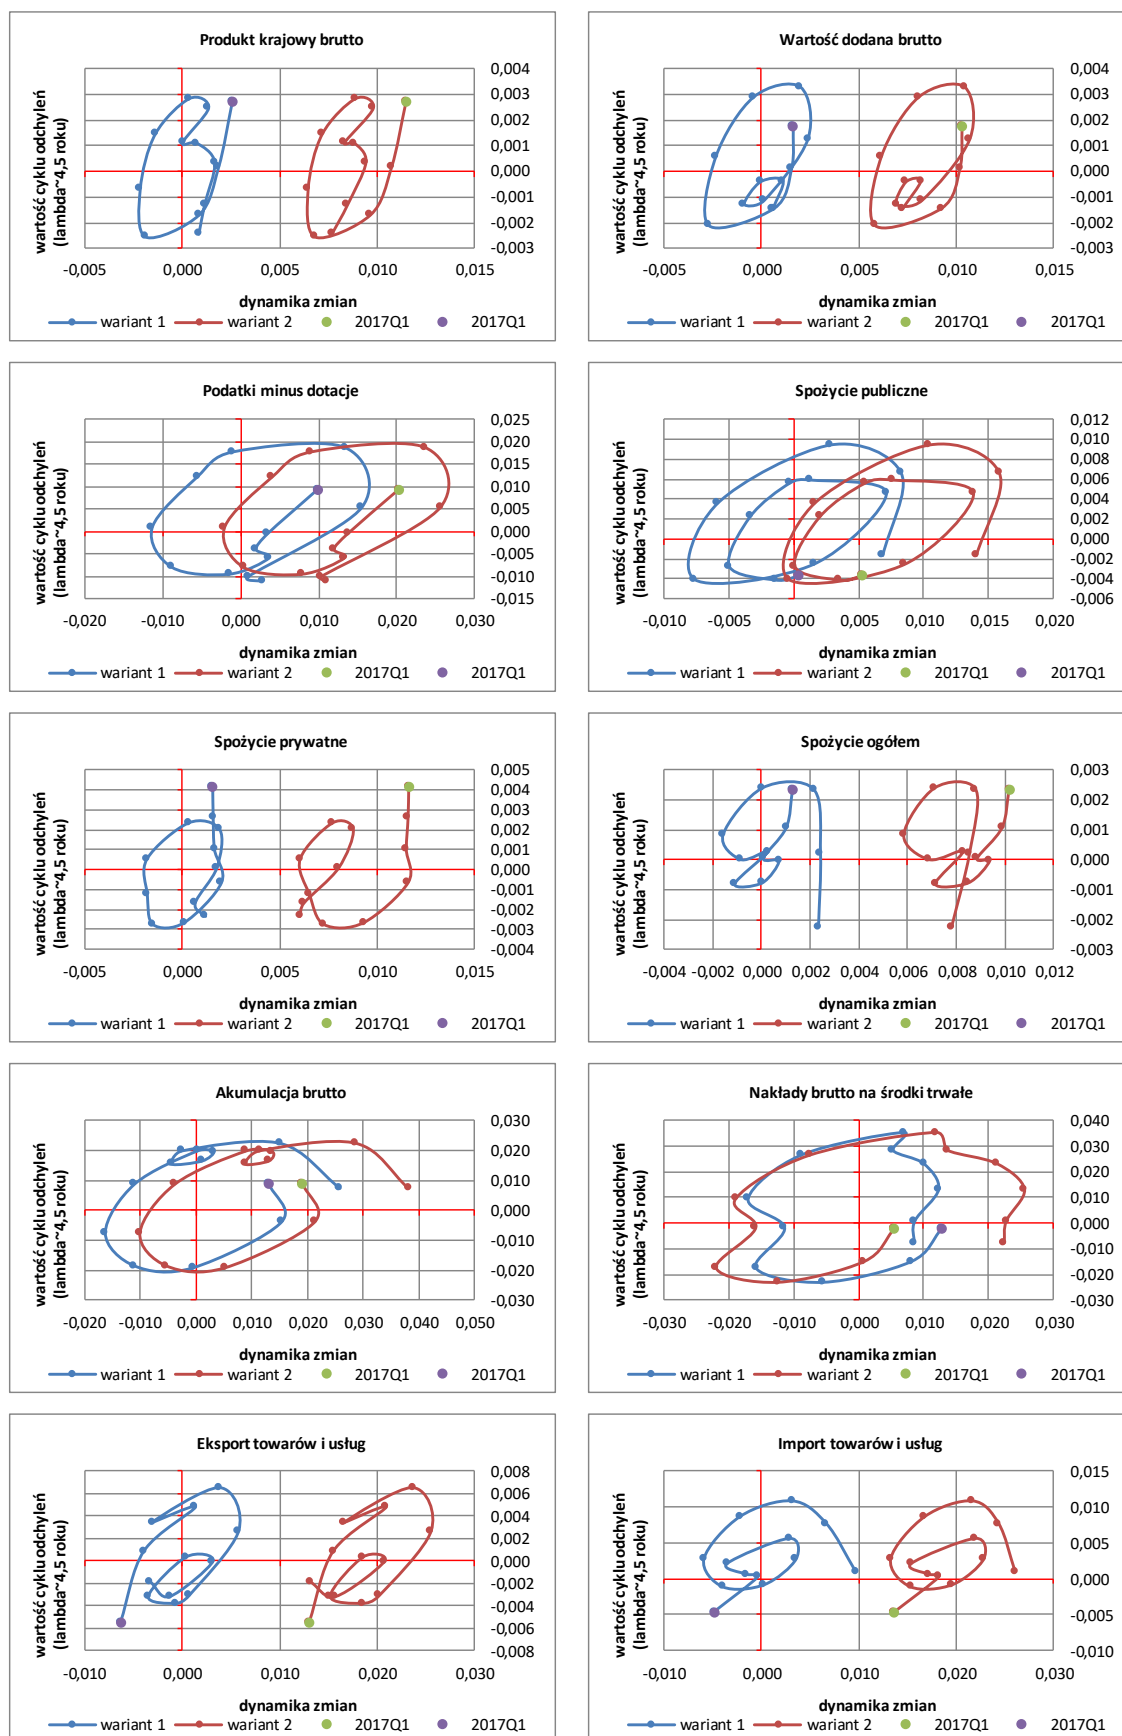 Produkt krajowy brutto
wartość cyklu odchyleń
(lambda~4,5 roku)
0,004
0,003
0,002
0,001
0,000
-0,001
-0,002
-0,003
-0,005 0,000 0,005 0,010 0,015
dynamika zmian
wariant 1 wariant 2 2017Q1 2017Q1
Wartość dodana brutto
wartość cyklu odchyleń
(lambda~4,5 roku)
0,004
0,003
0,002
0,001
0,000
-0,001
-0,002
-0,003
-0,005 0,000 0,005 0,010 0,015
dynamika zmian
wariant 1 wariant 2 2017Q1 2017Q1
Podatki minus dotacje
wartość cyklu odchyleń
(lambda~4,5 roku)
0,025
0,020
0,015
0,010
0,005
0,000
-0,005
-0,010
-0,015
-0,020 -0,010 0,000 0,010 0,020 0,030
dynamika zmian
wariant 1 wariant 2 2017Q1 2017Q1
Spożycie publiczne
wartość cyklu odchyleń
(lambda~4,5 roku)
0,012
0,010
0,008
0,006
0,004
0,002
0,000
-0,002
-0,004
-0,006
-0,010 -0,005 0,000 0,005 0,010 0,015 0,020
dynamika zmian
wariant 1 wariant 2 2017Q1 2017Q1
Spożycie prywatne
wartość cyklu odchyleń
(lambda~4,5 roku)
0,005
0,004
0,003
0,002
0,001
0,000
-0,001
-0,002
-0,003
-0,004
-0,005 0,000 0,005 0,010 0,015
dynamika zmian
wariant 1 wariant 2 2017Q1 2017Q1
Spożycie ogółem
wartość cyklu odchyleń
(lambda~4,5 roku)
0,003
0,002
0,001
0,000
-0,001
-0,002
-0,003
-0,004 -0,002 0,000 0,002 0,004 0,006 0,008 0,010 0,012
dynamika zmian
wariant 1 wariant 2 2017Q1 2017Q1
Akumulacja brutto
wartość cyklu odchyleń
(lambda~4,5 roku)
0,030
0,020
0,010
0,000
-0,010
-0,020
-0,030
-0,020 -0,010 0,000 0,010 0,020 0,030 0,040 0,050
dynamika zmian
wariant 1 wariant 2 2017Q1 2017Q1
Nakłady brutto na środki trwałe
wartość cyklu odchyleń
(lambda~4,5 roku)
0,040
0,030
0,020
0,010
0,000
-0,010
-0,020
-0,030
-0,030 -0,020 -0,010 0,000 0,010 0,020 0,030
dynamika zmian
wariant 1 wariant 2 2017Q1 2017Q1
Eksport towarów i usług
wartość cyklu odchyleń
(lambda~4,5 roku)
0,008
0,006
0,004
0,002
0,000
-0,002
-0,004
-0,006
-0,008
-0,010 0,000 0,010 0,020 0,030
dynamika zmian
wariant 1 wariant 2 2017Q1 2017Q1
Import towarów i usług
wartość cyklu odchyleń
(lambda~4,5 roku)
0,015
0,010
0,005
0,000
-0,005
-0,010
-0,010 0,000 0,010 0,020 0,030
dynamika zmian
wariant 1 wariant 2 2017Q1 2017Q1